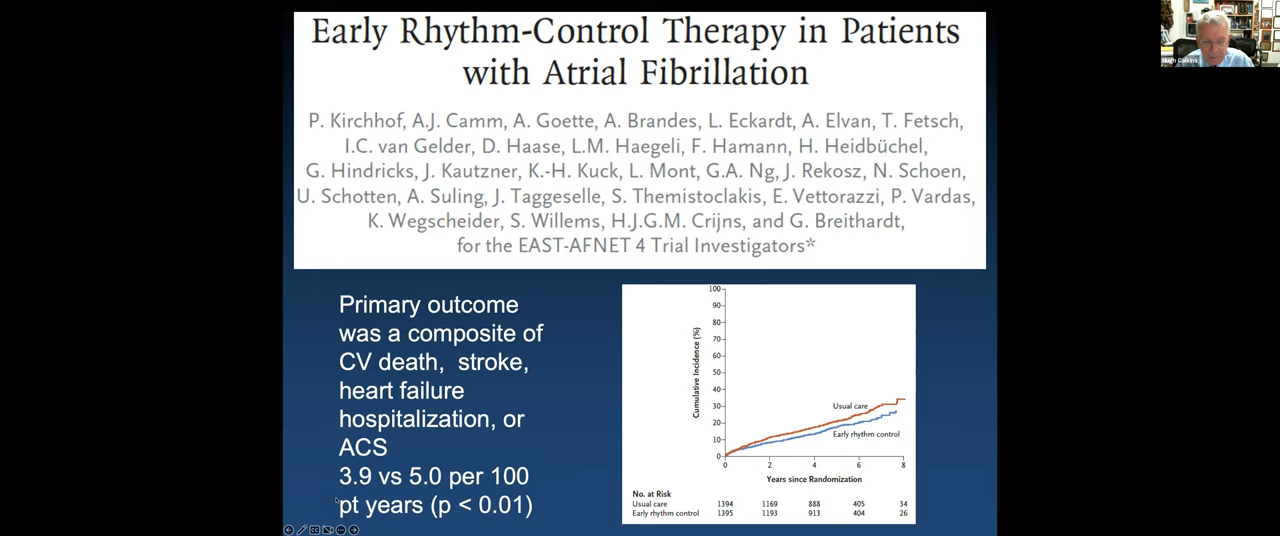 Early Rhythm-Control Therapy in Patients
with Atrial Fibrillation
P. Kirchhof, A.J. Camm, A. Goette, A. Brandes, L. Eckardt, A. Elvan, T. Fetsch,
I.C. van Gelder, D. Haase, L.M. Haegeli, F. Hamann, H. Heidbüchel,
G. Hindricks, J. Kautzner, K.-H. Kuck, L. Mont, G.A. Ng, J. Rekosz, N. Schoen,
U. Schotten, A. Suling, J. Taggeselle, S. Themistoclakis, E. Vettorazzi, P. Vardas,
K. Wegscheider, S. Willems, H.J.G.M. Crijns, and G. Breithardt,
for the EAST-AFNET 4 Trial Investigators*
Hugh Calkins
Primary outcome
was a composite of
CV death, stroke,
heart failure
hospitalization, or
ACS
3.9 vs 5.0 per 100
pt years (p < 0.01)
Cumulative Incidence (%)
100
90
80
70
60
50
40
30
20
10
0
Usual care
Early rhythm control
0 2 4 6 8
Years since Randomization
No. at Risk
Usual care 1394 1169 888 405 34
Early rhythm control 1395 1193 913 404 26